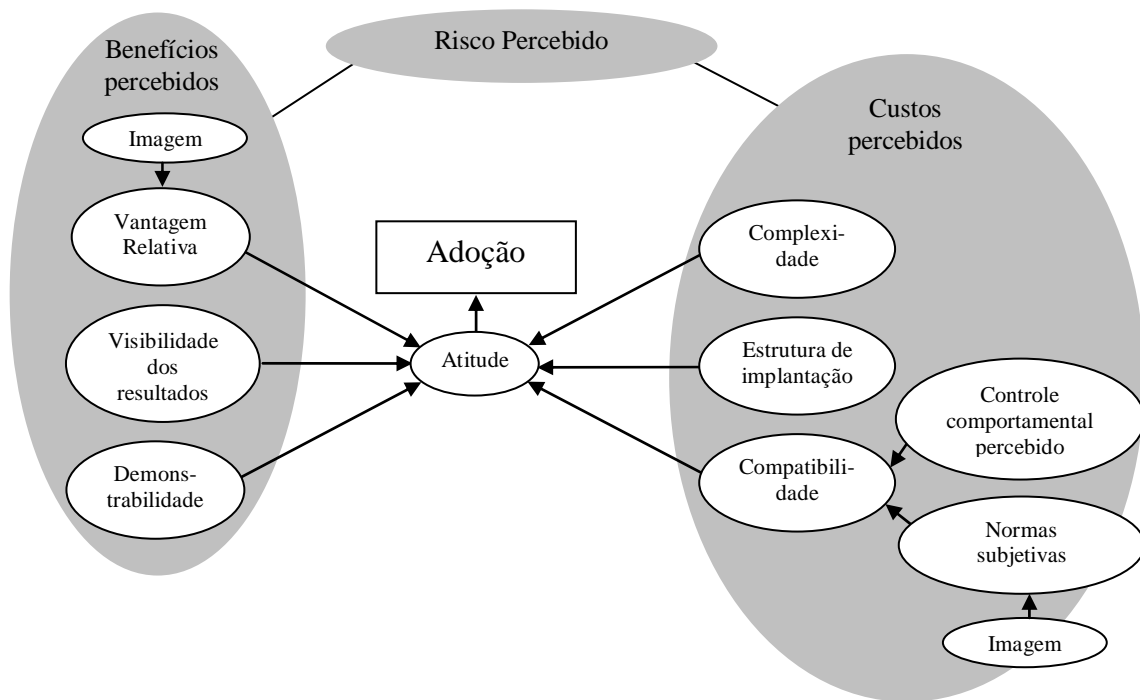 Benefícios
percebidos
Risco Percebido
Custos
percebidos
Imagem
Vantagem
Relativa
Visibilidade
dos
resultados
Demons-
trabilidade
Adoção
Atitude
Complexi-
dade
Estrutura de
implantação
Compatibili-
dade
Controle
comportamental
percebido
Normas
subjetivas
Imagem